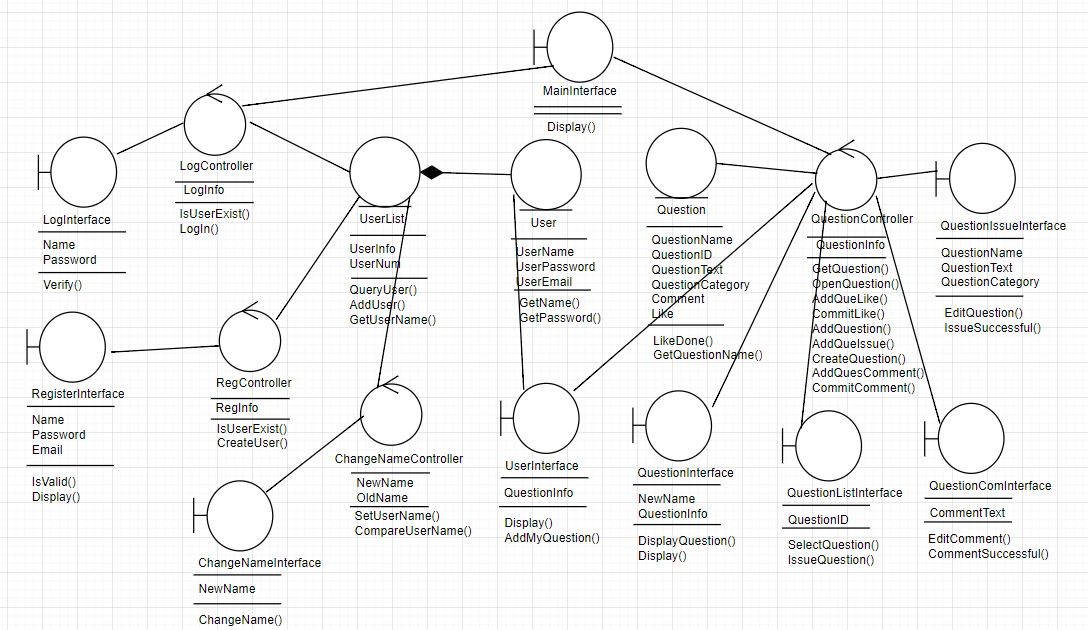 MainInterface
Display()
LogController
LogInfo
IsUserExist()
LogIn()
LogInterface
Name
Password
Verify()
UserList
UserInfo
UserNum
QueryUser()
AddUser()
GetUserName()
User
UserName
UserPassword
UserEmail
GetName()
GetPassword()
Question
QuestionName
QuestionID
QuestionText
QuestionCategory
Comment
Like
LikeDone()
GetQuestionName()
QuestionController
QuestionInfo
GetQuestion()
OpenQuestion()
AddQueLike()
CommitLike()
AddQuestion()
AddQueIssue()
CreateQuestion()
AddQuesComment()
CommitComment()
QuestionIssueInterface
QuestionName
QuestionText
QuestionCategory
EditQuestion()
IssueSuccessful()
RegisterInterface
Name
Password
Email
IsValid()
Display()
RegController
RegInfo
IsUserExist()
CreateUser()
ChangeNameController
NewName
OldName
SetUserName()
CompareUserName()
UserInterface
QuestionInfo
Display()
AddMyQuestion()
QuestionInterface
NewName
QuestionInfo
DisplayQuestion()
Display()
QuestionListInterface
QuestionID
SelectQuestion()
IssueQuestion()
QuestionComInterface
CommentText
EditComment()
CommentSuccessful()
ChangeNameInterface
NewName
ChangeName()